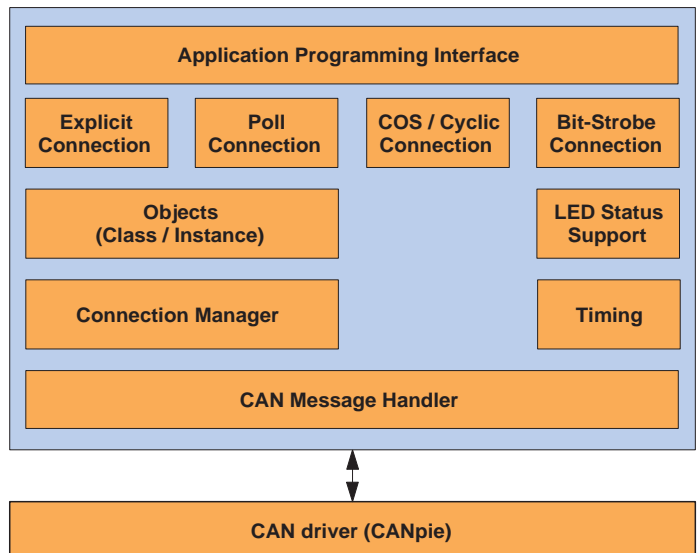 Application Programming Interface
Explicit
Connection
Poll
Connection
COS / Cyclic
Connection
Bit-Strobe
Connection
Objects
(Class / Instance)
LED Status
Support
Connection Manager
Timing
CAN Message Handler
CAN driver (CANpie)